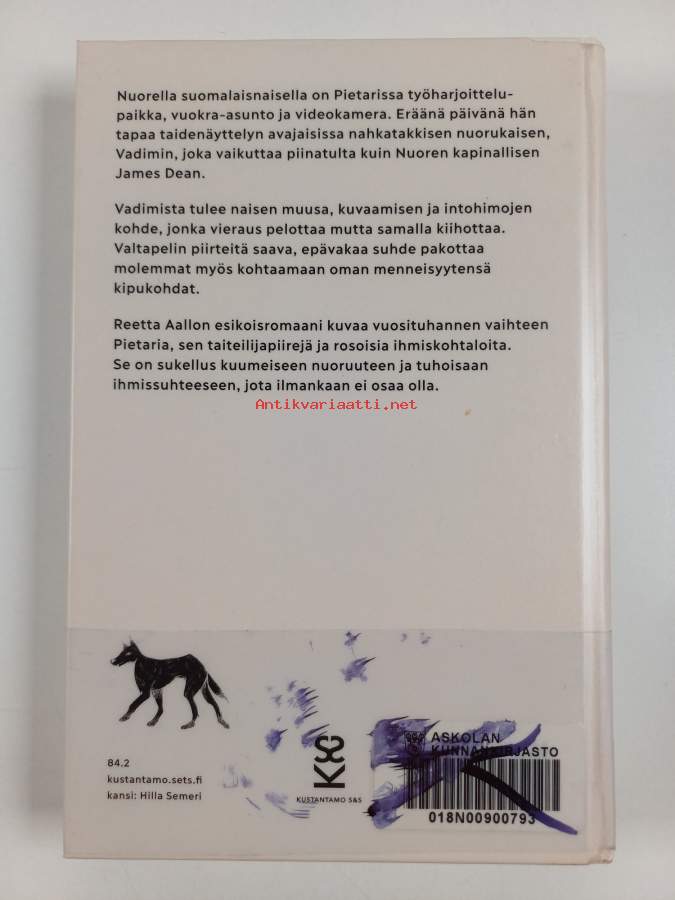 Nuorella suomalaisnaisella on Pietarissa työharjoittelu-
paikka, vuokra-asunto ja videokamera. Eräänä päivänä hän
tapaa taidenäyttelyn avajaisissa nahkatakkisen nuorukaisen,
Vadimin, joka vaikuttaa piinatulta kuin Nuoren kapinallisen
James Dean.
Vadimista tulee naisen muusa, kuvaamisen ja intohimojen
kohde, jonka vieraus pelottaa mutta samalla kiihottaa.
Valtapelin piirteitä saava, epävakaa suhde pakottaa
molemmat myös kohtaamaan oman menneisyytensä
kipukohdat.
Reetta Aallon esikoisromaani kuvaa vuosituhannen vaihteen
Pietaria, sen taiteilijapiirejä ja rosoisia ihmiskohtaloita.
Se on sukellus kuumeiseen nuoruuteen ja tuhoisaan
ihmissuhteeseen, jota ilmankaan ei osaa olla.
Antikvariaatti.net
84.2
kustantamo.sets.fi
kansi: Hilla Semeri
K&S
KUSTANTAMO S&S
ASKOLAN
KUNNANKIRJASTO
018N00900793